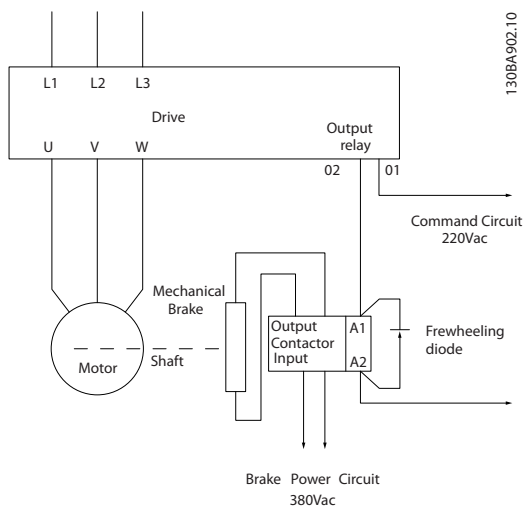 130BA902.10
L1 L2 L3
Drive
Output
relay
U V W
02 01
Command Circuit
220Vac
Mechanical
Brake
Output
Contactor
Input
A1
A2
Frewheeling
diode
Shaft
Motor
Brake Power Circuit
380Vac